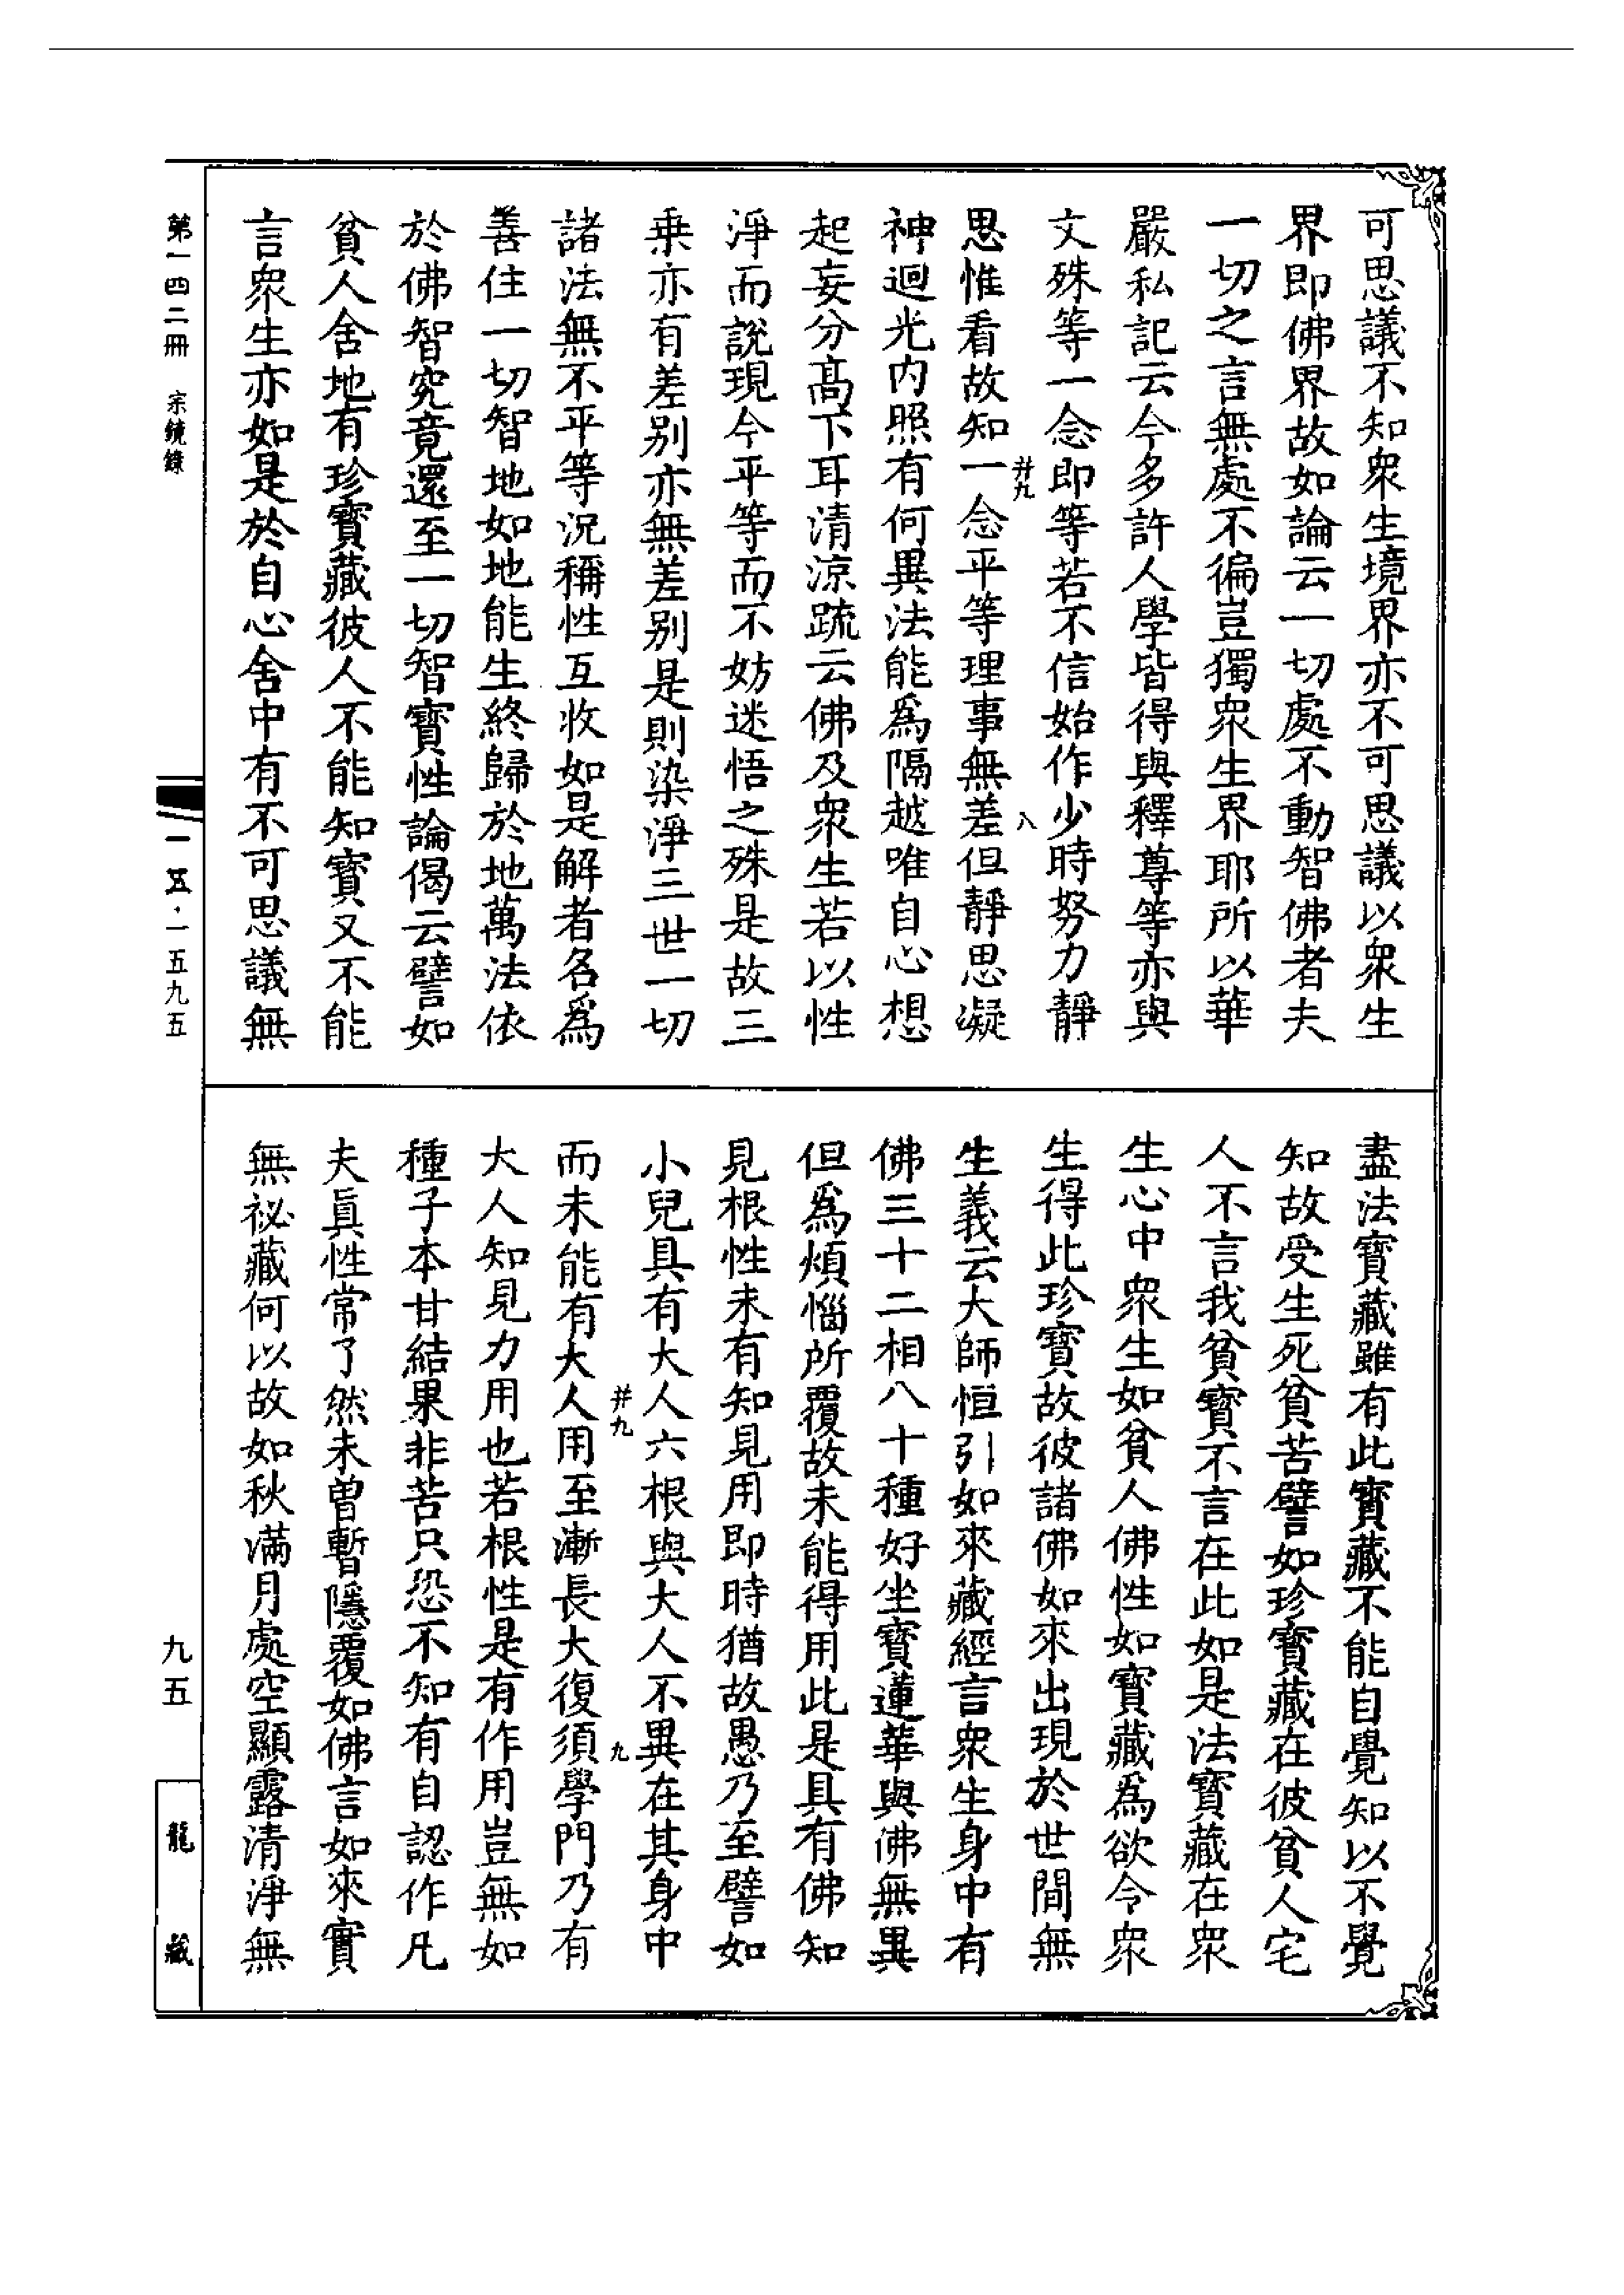 可思議不知衆生境界亦不可思議以衆生
界即佛界故如論云一切處不動智佛者夫
一切之言無處不徧豈獨衆生界耶所以華
嚴私記云今多許人學皆得與釋尊等亦與
文殊等一念即等若不信始作少時努力靜
廾九
八
思惟看故知一念平等理事無差但靜思凝
神迴光内照有何異法能爲隔越唯自心想
起妄分高下耳清涼䟽云佛及衆生若以性
淨而說現今平等而不妨迷悟之殊是故三
乗亦有差别亦無差别是則染淨三世一切
諸法無不平等況稱性互收如是解者名爲
善住一切智地如地能生終歸於地萬法依
於佛智究竟還至一切智寳性論偈云譬如
貧人舍地有珍寳藏彼人不能知寳又不能
言衆生亦如是於自心舍中有不可思議無
盡法寳藏雖有此寳藏不能自覺知以不覺
知故受生死貧苦譬如珍寳藏在彼貧人宅
人不言我貧寳不言在此如是法寳藏在衆
生心中衆生如貧人佛性如寳藏爲欲令衆
生得此珍寳故彼諸佛如來出現於世間無
生義云大師恒引如來藏經言衆生身中有
佛三十二相八十種好坐寳蓮華與佛無異
但爲煩惱所覆故未能得用此是具有佛知
見根性未有知見用即時猶故愚乃至譬如
小兒具有大人六根與大人不異在其身中
廾九
九
而未能有大人用至漸長大復須學門乃有
大人知見力用也若根性是有作用豈無如
種子本甘結果非苦只恐不知有自認作凡
夫眞性常了然未曽暫隱覆如佛言如來實
無祕藏何以故如秋滿月處空顯露清淨無
第一四二冊　宗鏡錄
一五·一五九五
九五
龍藏